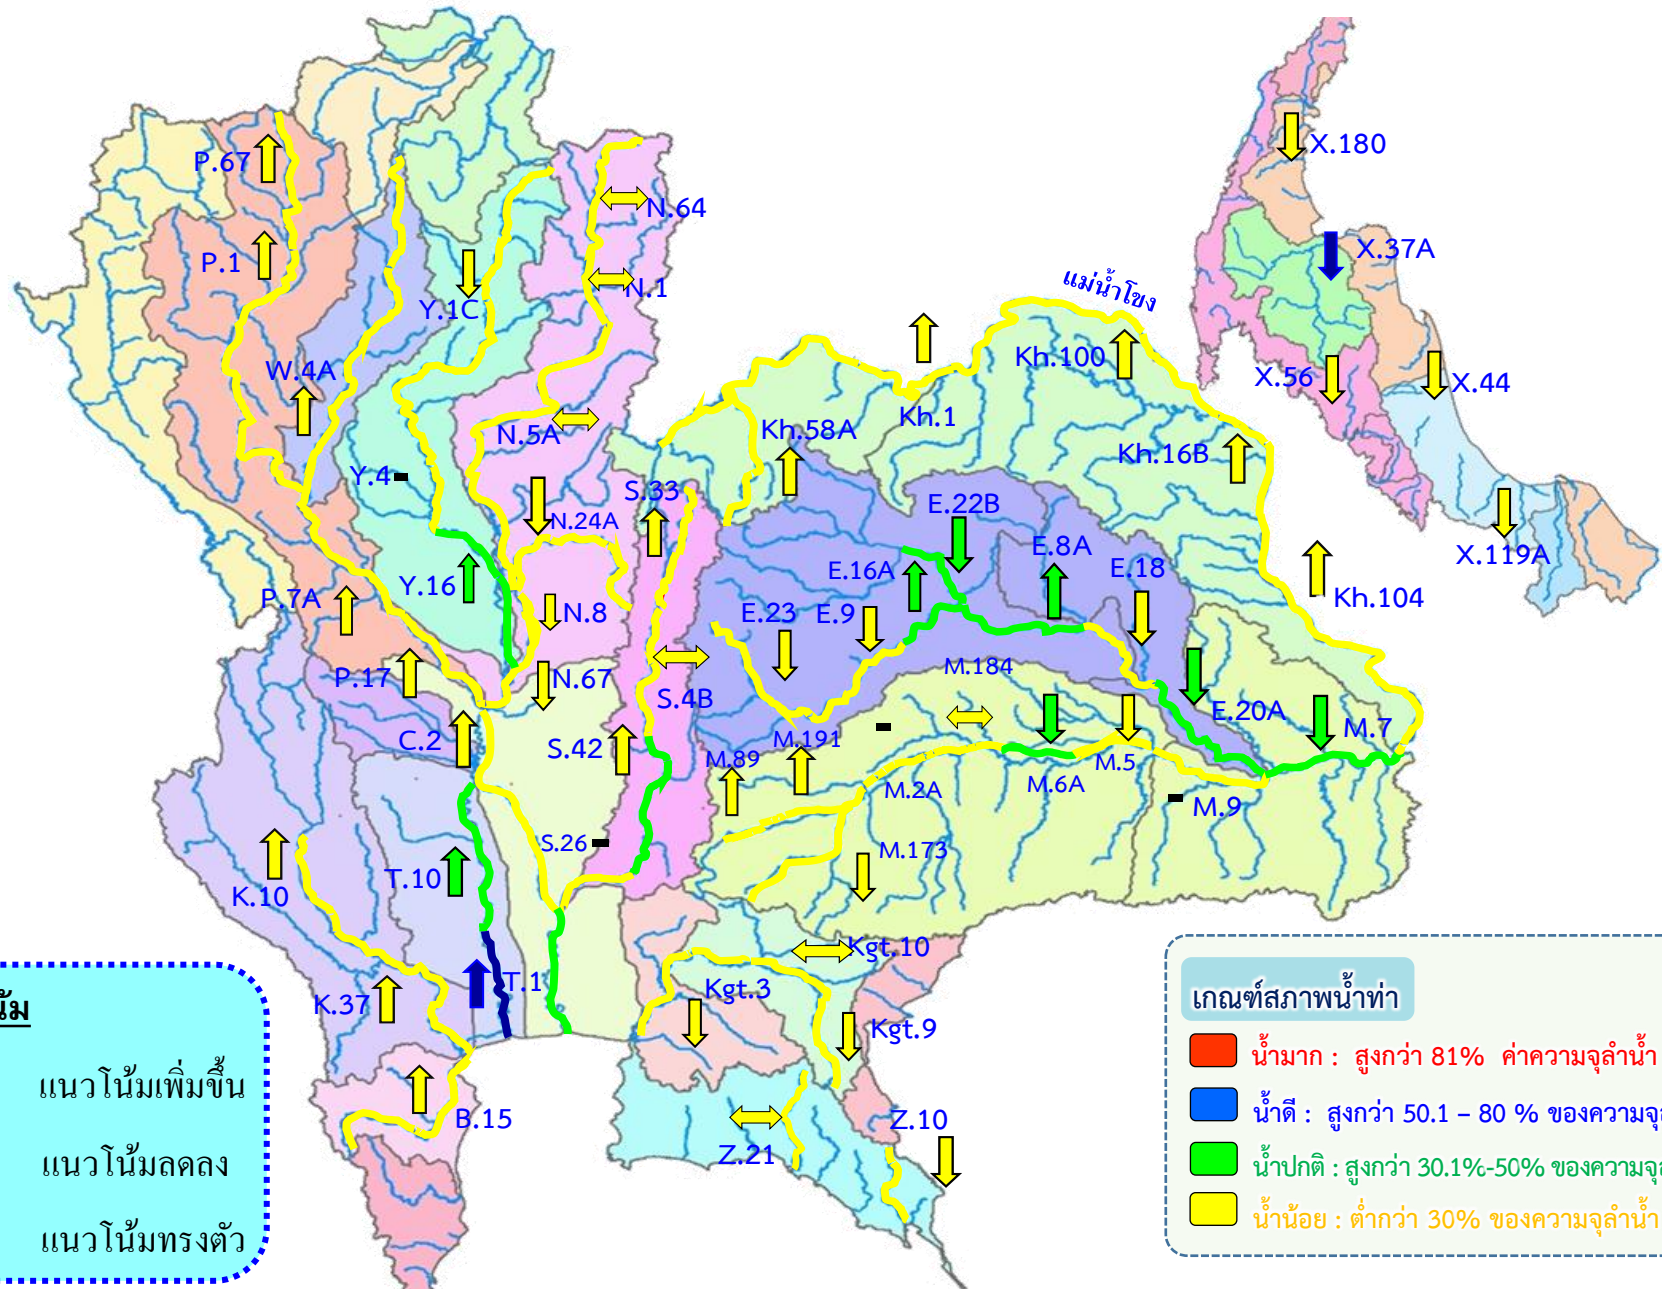 P.67
P.1
W.4A
Y.1C
N.64
N.1
N.5A
Y.4
N.24A
Y.16
N.8
P.7A
P.17
N.67
C.2
S.33
S.4B
S.42
S.26
T.10
T.1
K.10
K.37
B.15
แม่น้ำโขง
Kh.58A
Kh.1
Kh.100
Kh.16B
Kh.104
E.22B
E.8A
E.16A
E.18
E.23
E.9
E.20A
M.184
M.7
M.191
M.89
M.2A
M.6A
M.5
M.9
M.173
Kgt.10
Kgt.3
Kgt.9
Z.21
Z.10
X.180
X.37A
X.56
X.44
X.119A
แนวโน้มเพิ่มขึ้น
แนวโน้มลดลง
แนวโน้มทรงตัว
เกณฑ์สภาพน้ำท่า
น้ำมาก : สูงกว่า 81% ค่าความจุลำน้ำ
น้ำดี : สูงกว่า 50.1 – 80 % ของความจุ
น้ำปกติ : สูงกว่า 30.1%-50% ของความจุ
น้ำน้อย : ต่ำกว่า 30% ของความจุลำน้ำ